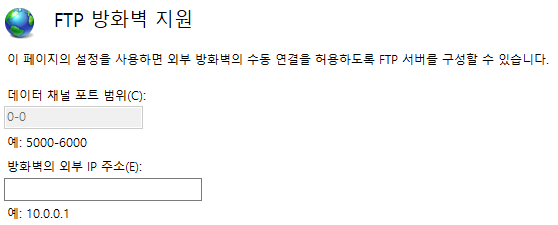 FTP 방화벽 지원
이 페이지의 설정을 사용하면 외부 방화벽의 수동 연결을 허용하도록 FTP 서버를 구성할 수 있습니다.
데이터 채널 포트 범위(C):
0-0
예: 5000-6000
방화벽의 외부 IP 주소(E):
예: 10.0.0.1